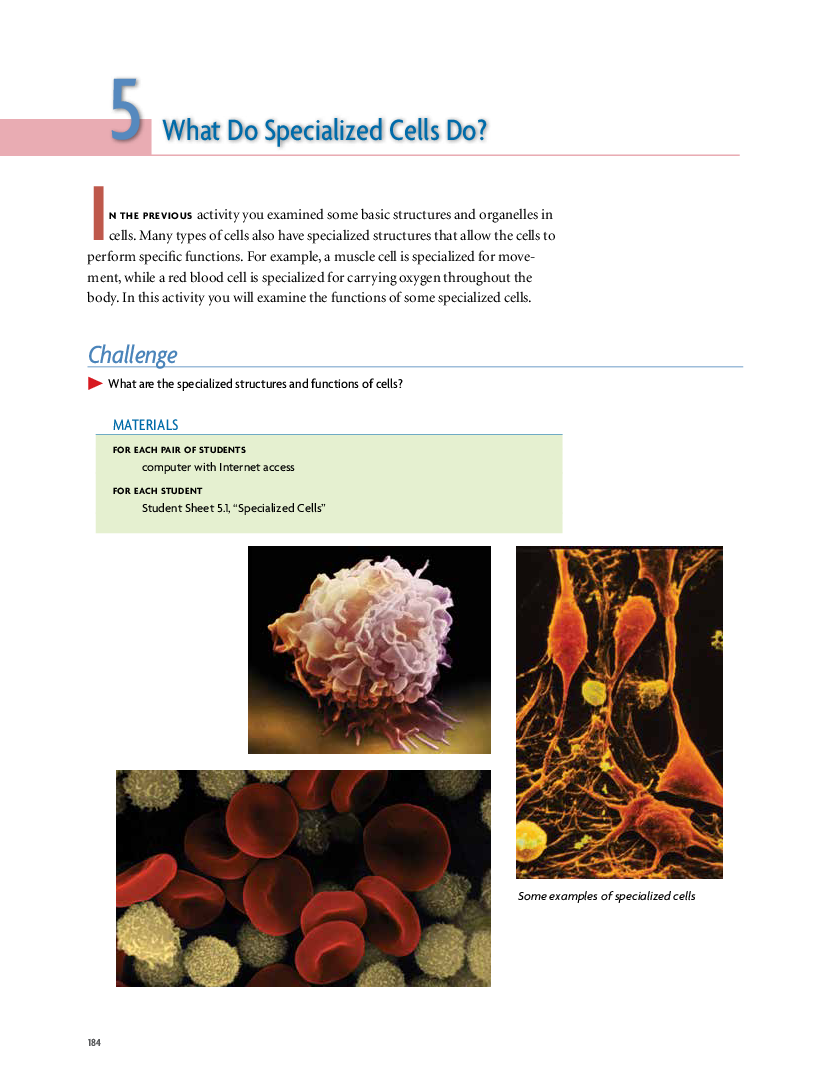 5
What Do Specialized Cells Do?
IN THE PREVIOUS activity you examined some basic structures and organelles in
cells. Many types of cells also have specialized structures that allow the cells to
perform specific functions. For example, a muscle cell is specialized for move-
ment, while a red blood cell is specialized for carrying oxygen throughout the
body. In this activity you will examine the functions of some specialized cells.
Challenge
What are the specialized structures and functions of cells?
MATERIALS
FOR EACH PAIR OF STUDENTS
computer with Internet access
FOR EACH STUDENT
Student Sheet 5.1, “Specialized Cells”
Some examples of specialized cells
184